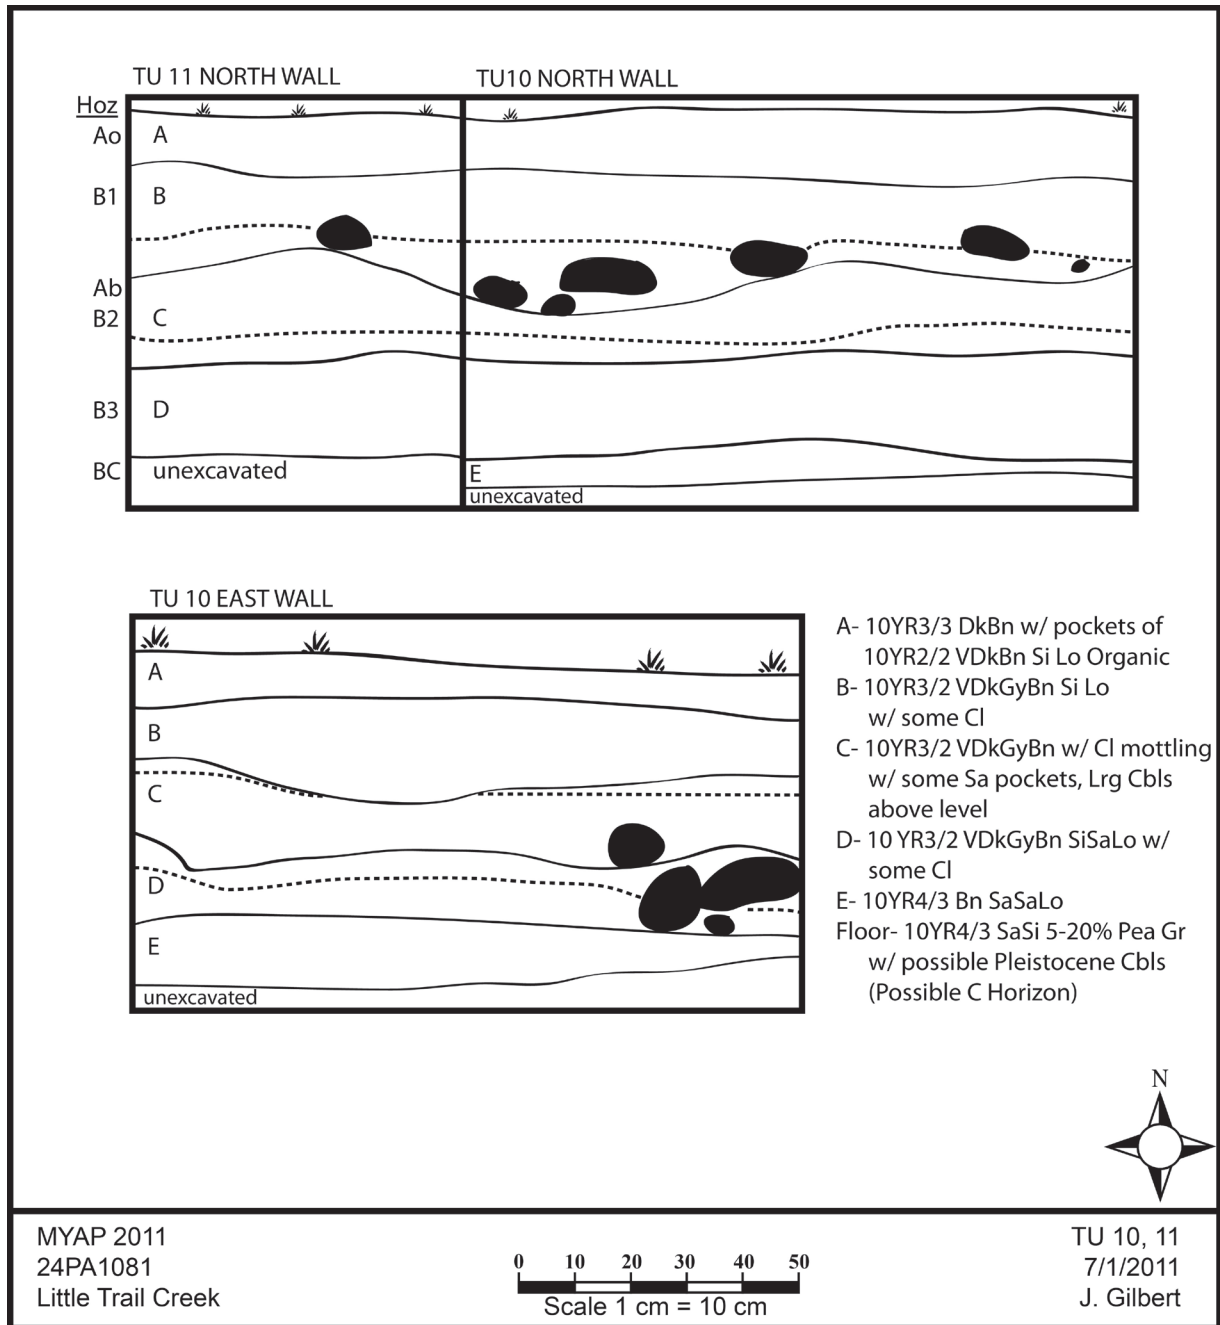 TU 11 NORTH WALL
TU10 NORTH WALL
Hoz
Ao
A
B1
B
Ab
B2
C
B3
D
BC
unexcavated
E
unexcavated
TU 10 EAST WALL
A
B
C
D
E
unexcavated
A- 10YR3/3 DkBn w/ pockets of
10YR2/2 VDkBn Si Lo Organic
B- 10YR3/2 VDkGyBn Si Lo
w/ some Cl
C- 10YR3/2 VDkGyBn w/ Cl mottling
w/ some Sa pockets, Lrg Cbls
above level
D- 10 YR3/2 VDkGyBn SiSaLo w/
some Cl
E- 10YR4/3 Bn SaSaLo
Floor- 10YR4/3 SaSi 5-20% Pea Gr
w/ possible Pleistocene Cbls
(Possible C Horizon)
N
MYAP 2011
24PA1081
Little Trail Creek
0 10 20 30 40 50
Scale 1 cm = 10 cm
TU 10, 11
7/1/2011
J. Gilbert